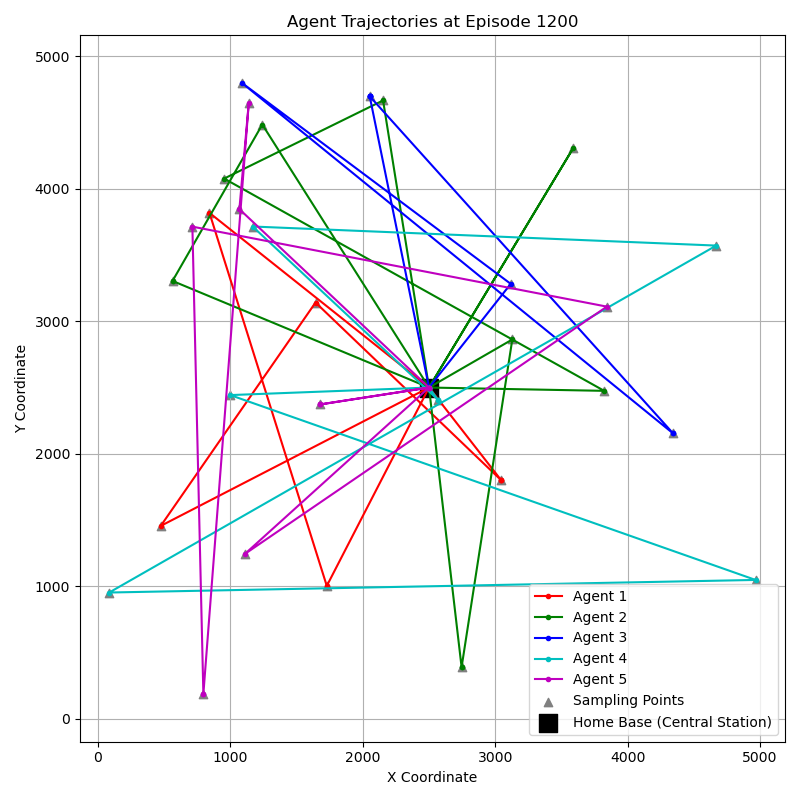 Agent Trajectories at Episode 1200
5000
4000
3000
2000
1000
0
Y Coordinate
0 1000 2000 3000 4000 5000
X Coordinate
Agent 1
Agent 2
Agent 3
Agent 4
Agent 5
Sampling Points
Home Base (Central Station)